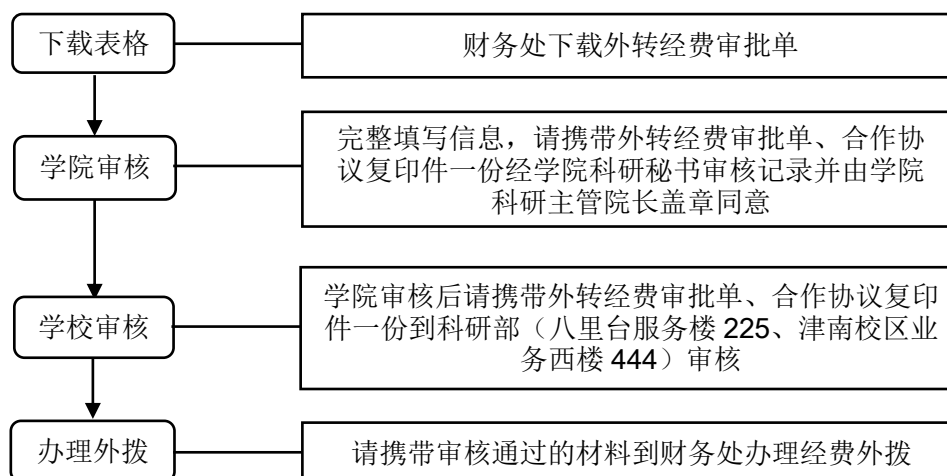 下载表格
财务处下载外转经费审批单
学院审核
完整填写信息，请携带外转经费审批单、合作协
议复印件一份经学院科研秘书审核记录并由学院
科研主管院长盖章同意
学校审核
学院审核后请携带外转经费审批单、合作协议复印
件一份到科研部（八里台服务楼 225、津南校区业
务西楼 444）审核
办理外拨
请携带审核通过的材料到财务处办理经费外拨